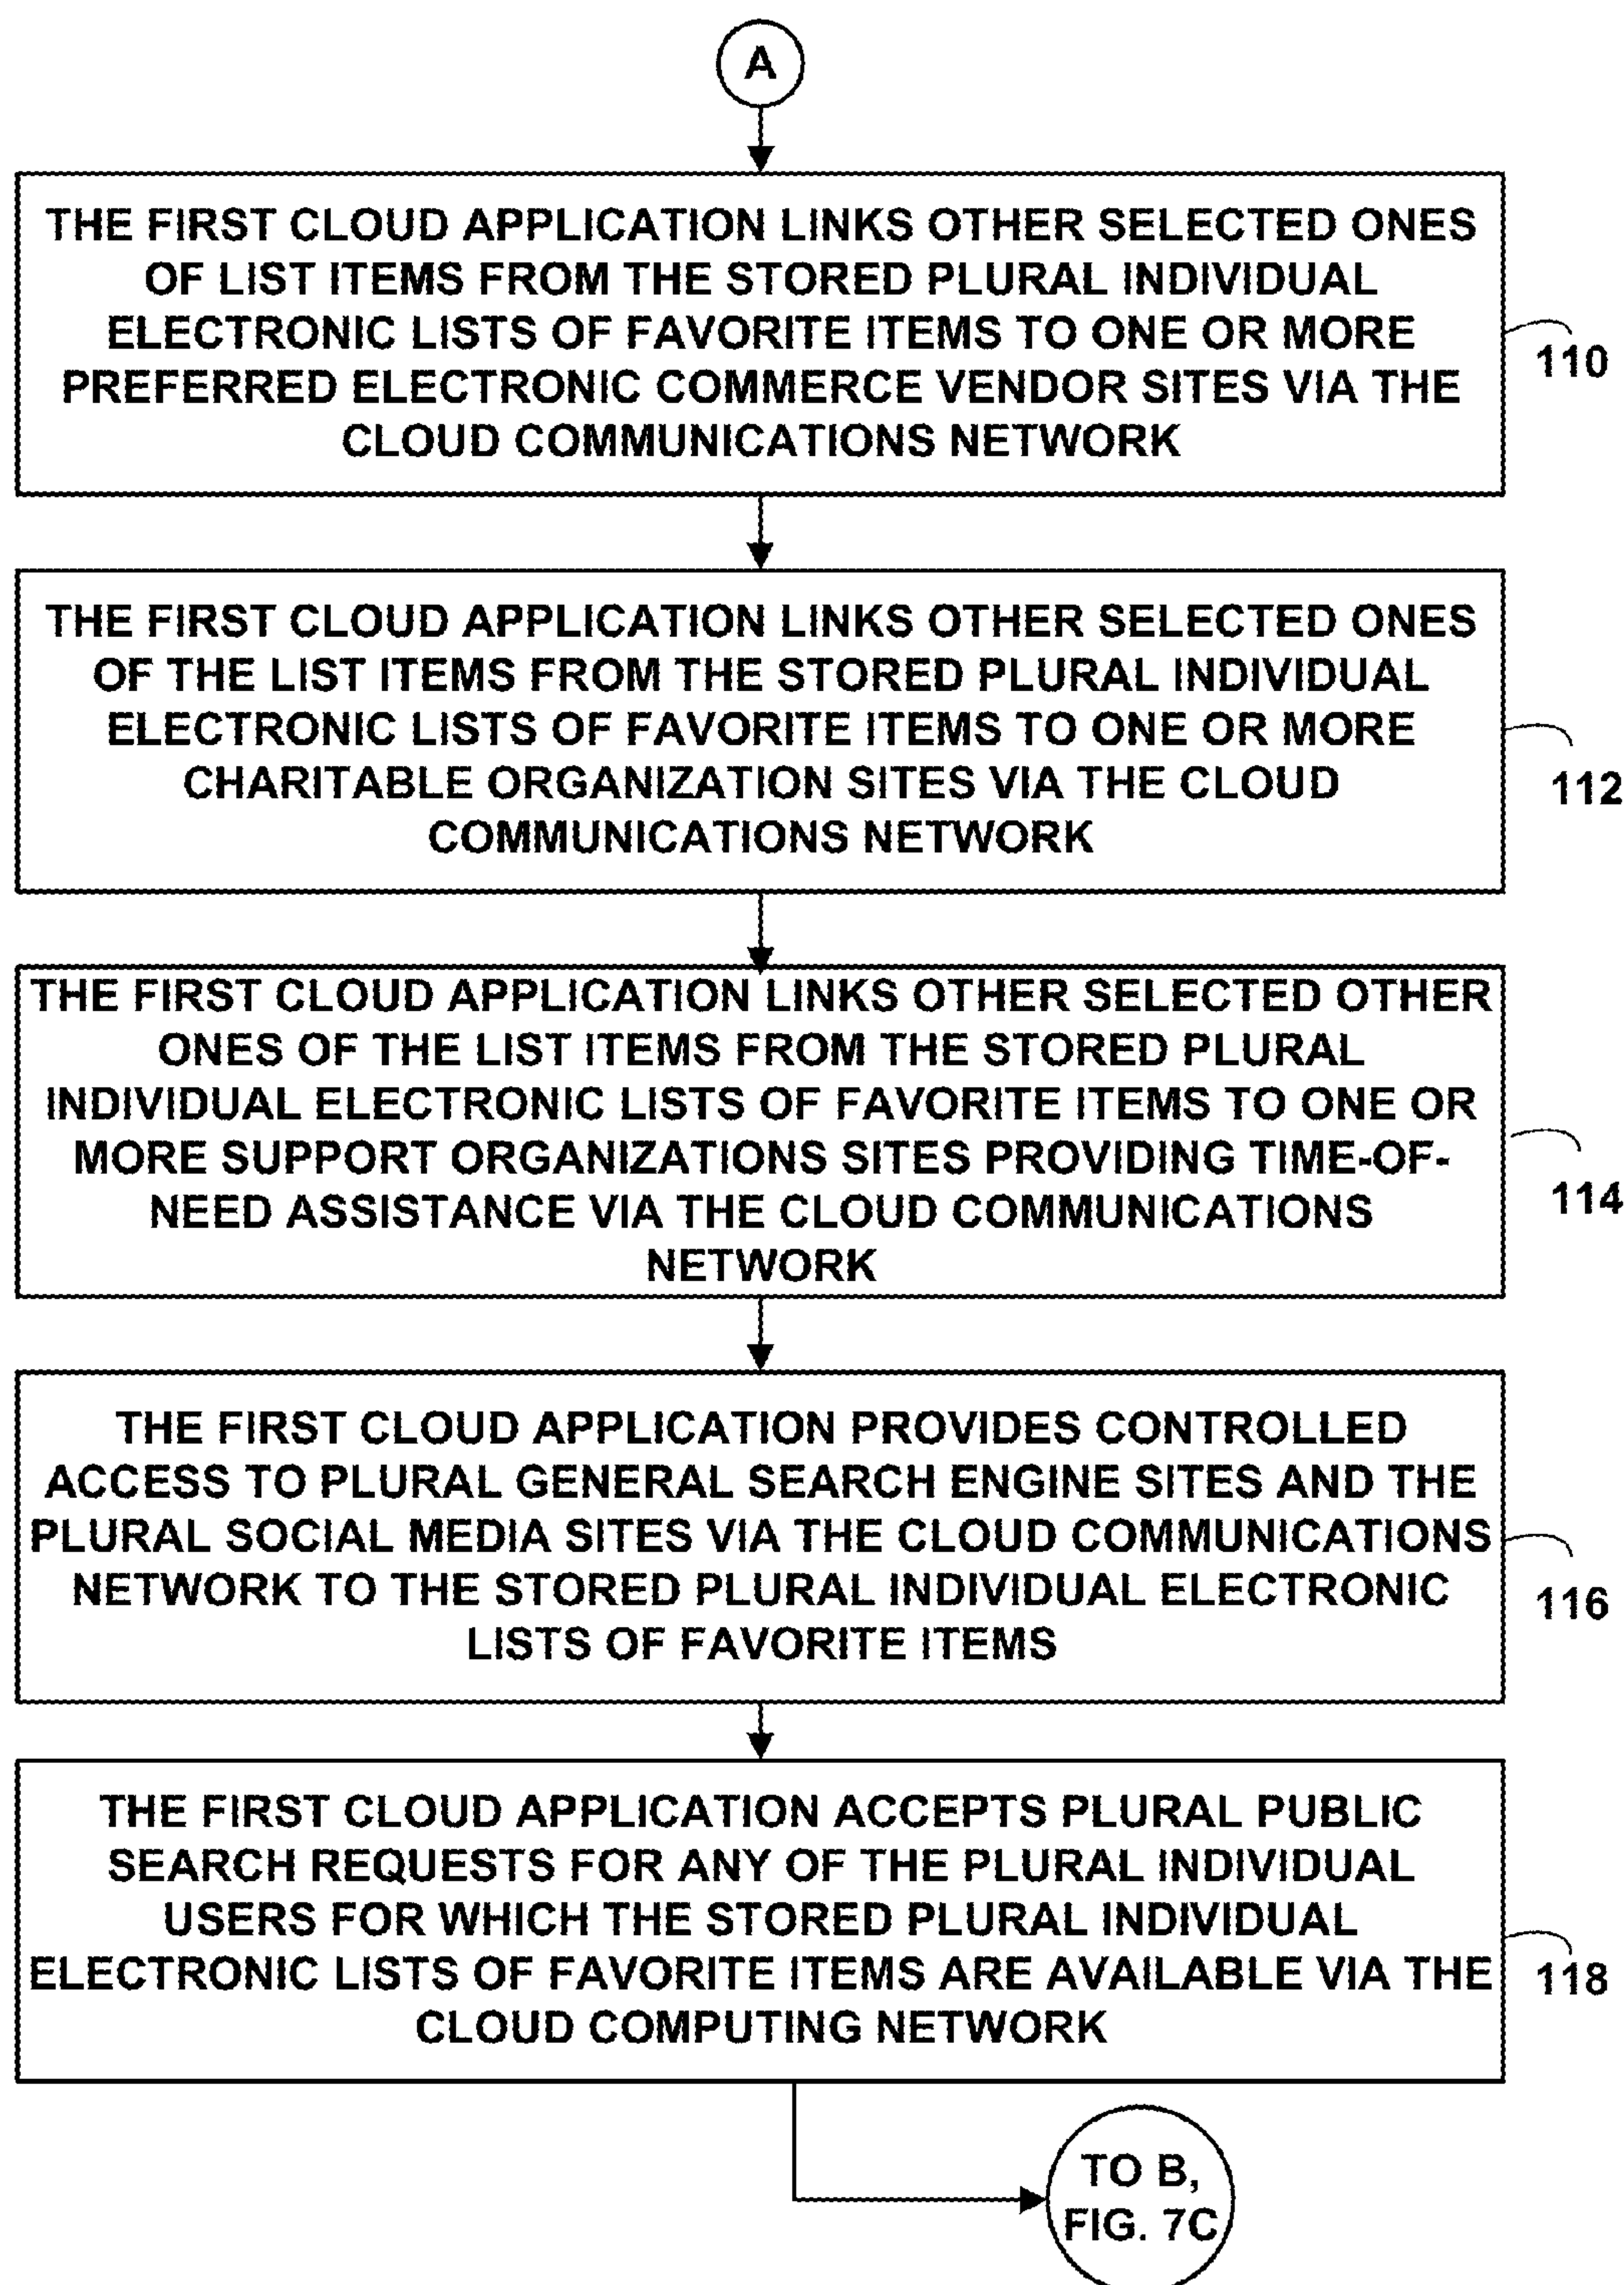 A
THE FIRST CLOUD APPLICATION LINKS OTHER SELECTED ONES
OF LIST ITEMS FROM THE STORED PLURAL INDIVIDUAL
ELECTRONIC LISTS OF FAVORITE ITEMS TO ONE OR MORE
PREFERRED ELECTRONIC COMMERCE VENDOR SITES VIA THE
CLOUD COMMUNICATIONS NETWORK
110
THE FIRST CLOUD APPLICATION LINKS OTHER SELECTED ONES
OF THE LIST ITEMS FROM THE STORED PLURAL INDIVIDUAL
ELECTRONIC LISTS OF FAVORITE ITEMS TO ONE OR MORE
CHARITABLE ORGANIZATION SITES VIA THE CLOUD
COMMUNICATIONS NETWORK
112
THE FIRST CLOUD APPLICATION LINKS OTHER SELECTED OTHER
ONES OF THE LIST ITEMS FROM THE STORED PLURAL
INDIVIDUAL ELECTRONIC LISTS OF FAVORITE ITEMS TO ONE OR
MORE SUPPORT ORGANIZATIONS SITES PROVIDING TIME-OF-
NEED ASSISTANCE VIA THE CLOUD COMMUNICATIONS
NETWORK
114
THE FIRST CLOUD APPLICATION PROVIDES CONTROLLED
ACCESS TO PLURAL GENERAL SEARCH ENGINE SITES AND THE
PLURAL SOCIAL MEDIA SITES VIA THE CLOUD COMMUNICATIONS
NETWORK TO THE STORED PLURAL INDIVIDUAL ELECTRONIC
LISTS OF FAVORITE ITEMS
116
THE FIRST CLOUD APPLICATION ACCEPTS PLURAL PUBLIC
SEARCH REQUESTS FOR ANY OF THE PLURAL INDIVIDUAL
USERS FOR WHICH THE STORED PLURAL INDIVIDUAL
ELECTRONIC LISTS OF FAVORITE ITEMS ARE AVAILABLE VIA THE
CLOUD COMPUTING NETWORK
118
TO B,
FIG. 7C